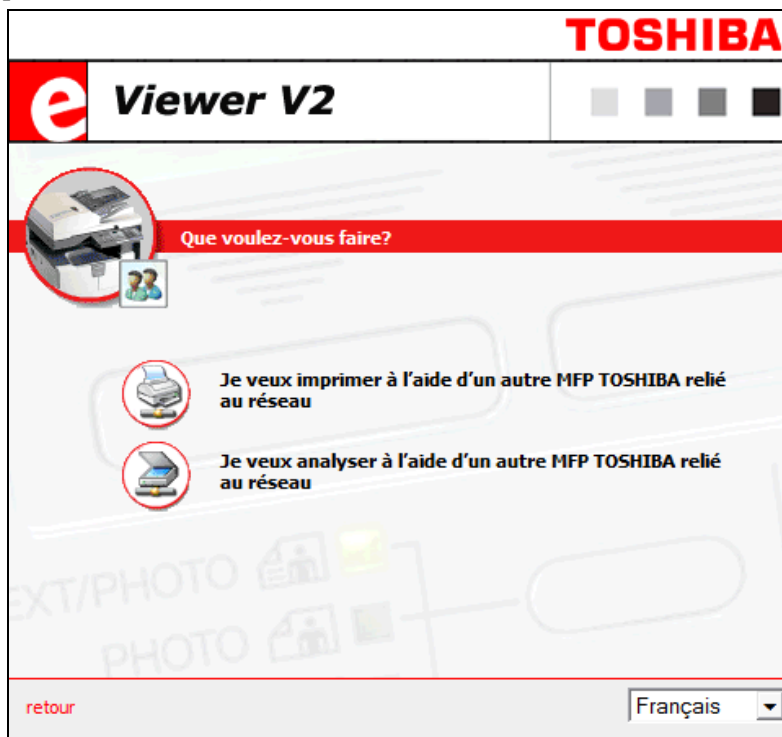 TOSHIBA
e Viewer V2
Que voulez-vous faire?
Je veux imprimer à l'aide d'un autre MFP TOSHIBA relié
au réseau
Je veux analyser à l'aide d'un autre MFP TOSHIBA relié
au réseau
EXT/PHOTO
PHOTO
retour
Français